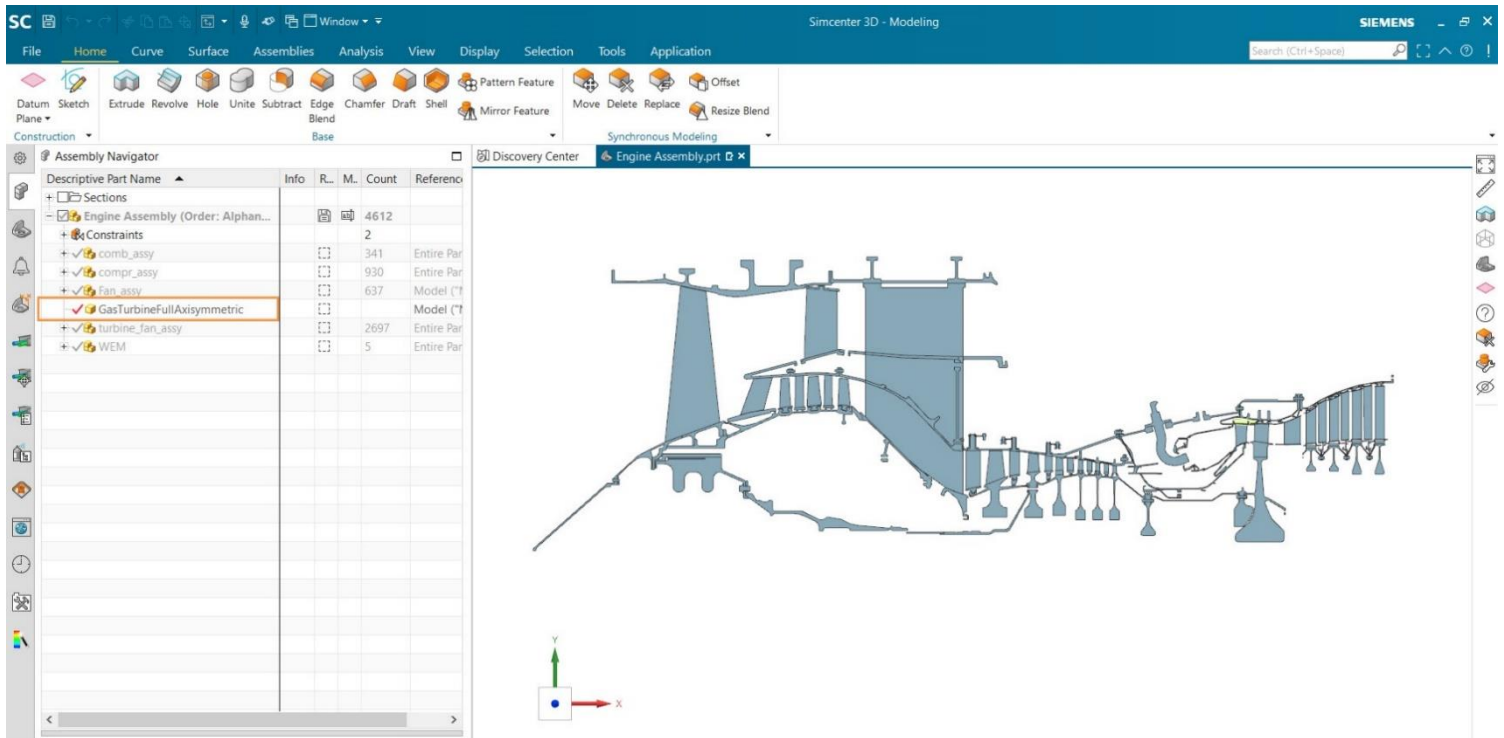 SC Window Simcenter 3D - Modeling SIEMENS
File Home Curve Surface Assemblies Analysis View Display Selection Tools Application Search (Ctrl+Space)
Datum Plane Sketch Extrude Revolve Hole Unite Subtract Edge Blend Chamfer Draft Shell Pattern Feature Mirror Feature Move Delete Replace Offset Resize Blend
Construction Base Synchronous Modeling
Assembly Navigator Discovery Center Engine Assembly.prt
Descriptive Part Name Info R... M.. Count Reference
Sections
Engine Assembly (Order: Alphan... 4612
Constraints 2
comb_assy 341 Entire Par
compr_assy 930 Entire Par
Fan_assy 637 Model ("M
GasTurbineFullAxisymmetric Model ("M
turbine_fan_assy 2697 Entire Par
WEM 5 Entire Par
Y
X